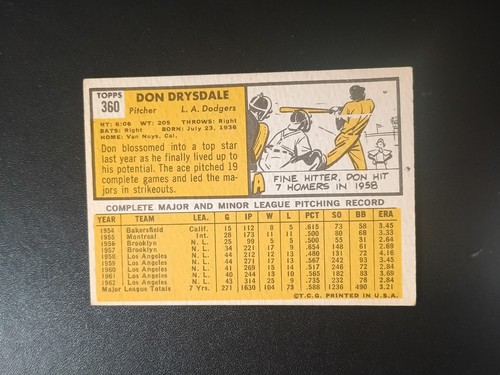 TOPPS
360
DON DRYSDALE
Pitcher L. A. Dodgers
HT: 6:06 WT: 205 THROWS: Right
BATS: Right BORN: July 23, 1936
HOME: Van Nuys, Cal.
Don blossomed into a top star
last year as he finally lived up to
his potential. The ace pitched 19
complete games and led the ma-
jors in strikeouts.
A
FINE HITTER, DON HIT
7 HOMERS IN 1958
COMPLETE MAJOR AND MINOR LEAGUE PITCHING RECORD
YEAR TEAM LEA. G IP W L PCT SO BB ERA
1954 Bakersfield Calif. 15 112 8 5 .615 73 58 3.45
1955 Montreal Int. 28 173 11 11 .500 80 68 3.33
1956 Brooklyn N. L. 25 99 5 5 .500 55 31 2.64
1957 Brooklyn N. L. 34 221 17 9 .654 148 61 2.69
1958 Los Angeles N. L. 44 212 12 13 .480 131 72 4.16
1959 Los Angeles N. L. 44 271 17 13 .567 242 93 3.45
1960 Los Angeles N. L. 41 269 15 14 .517 246 72 2.84
1961 Los Angeles N. L. 40 244 13 10 .565 182 83 3.69
1962 Los Angeles N. L. 43 314 25 9 .735 232 78 2.84
Major League Totals 7 Yrs. 271 1630 104 73 .588 1236 490 3.21
©T.C.G. PRINTED IN U.S.A.